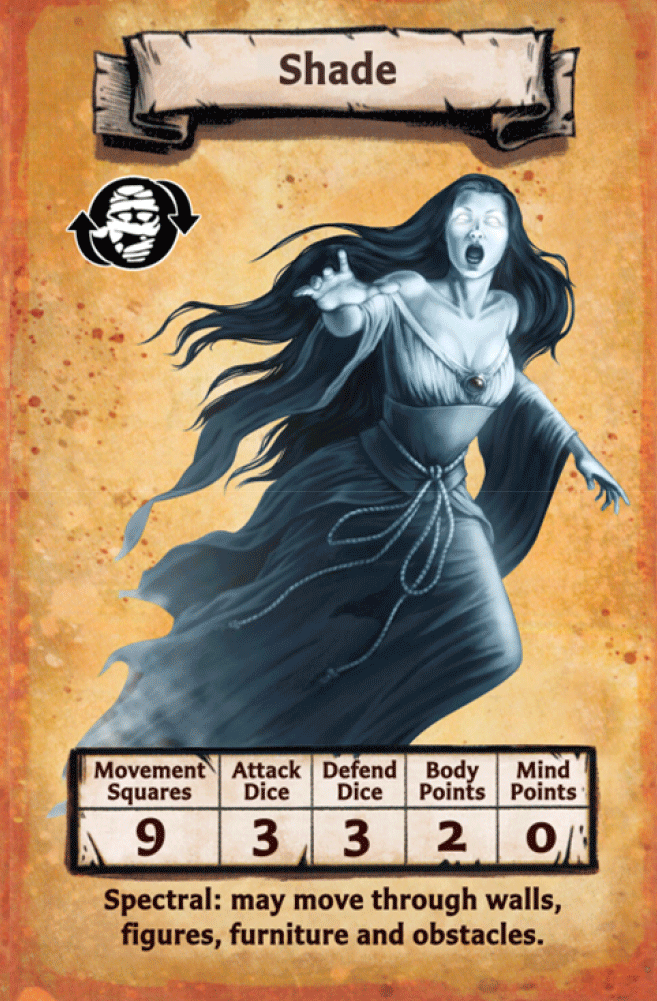 Shade
Movement Squares Attack Dice Defend Dice Body Points Mind Points
9 3 3 2 0
Spectral: may move through walls,
figures, furniture and obstacles.